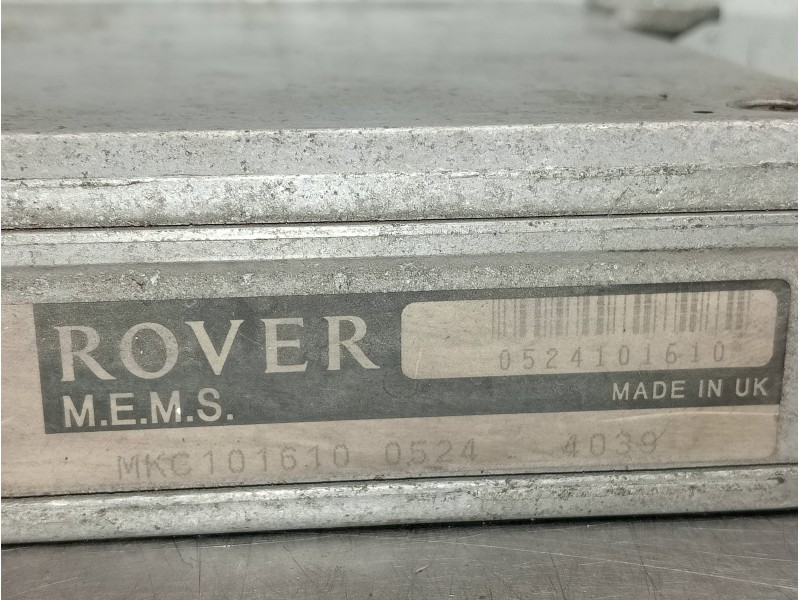 ROVER
0524101610
M.E.M.S.
MADE IN UK
MKC101610 0524 4039